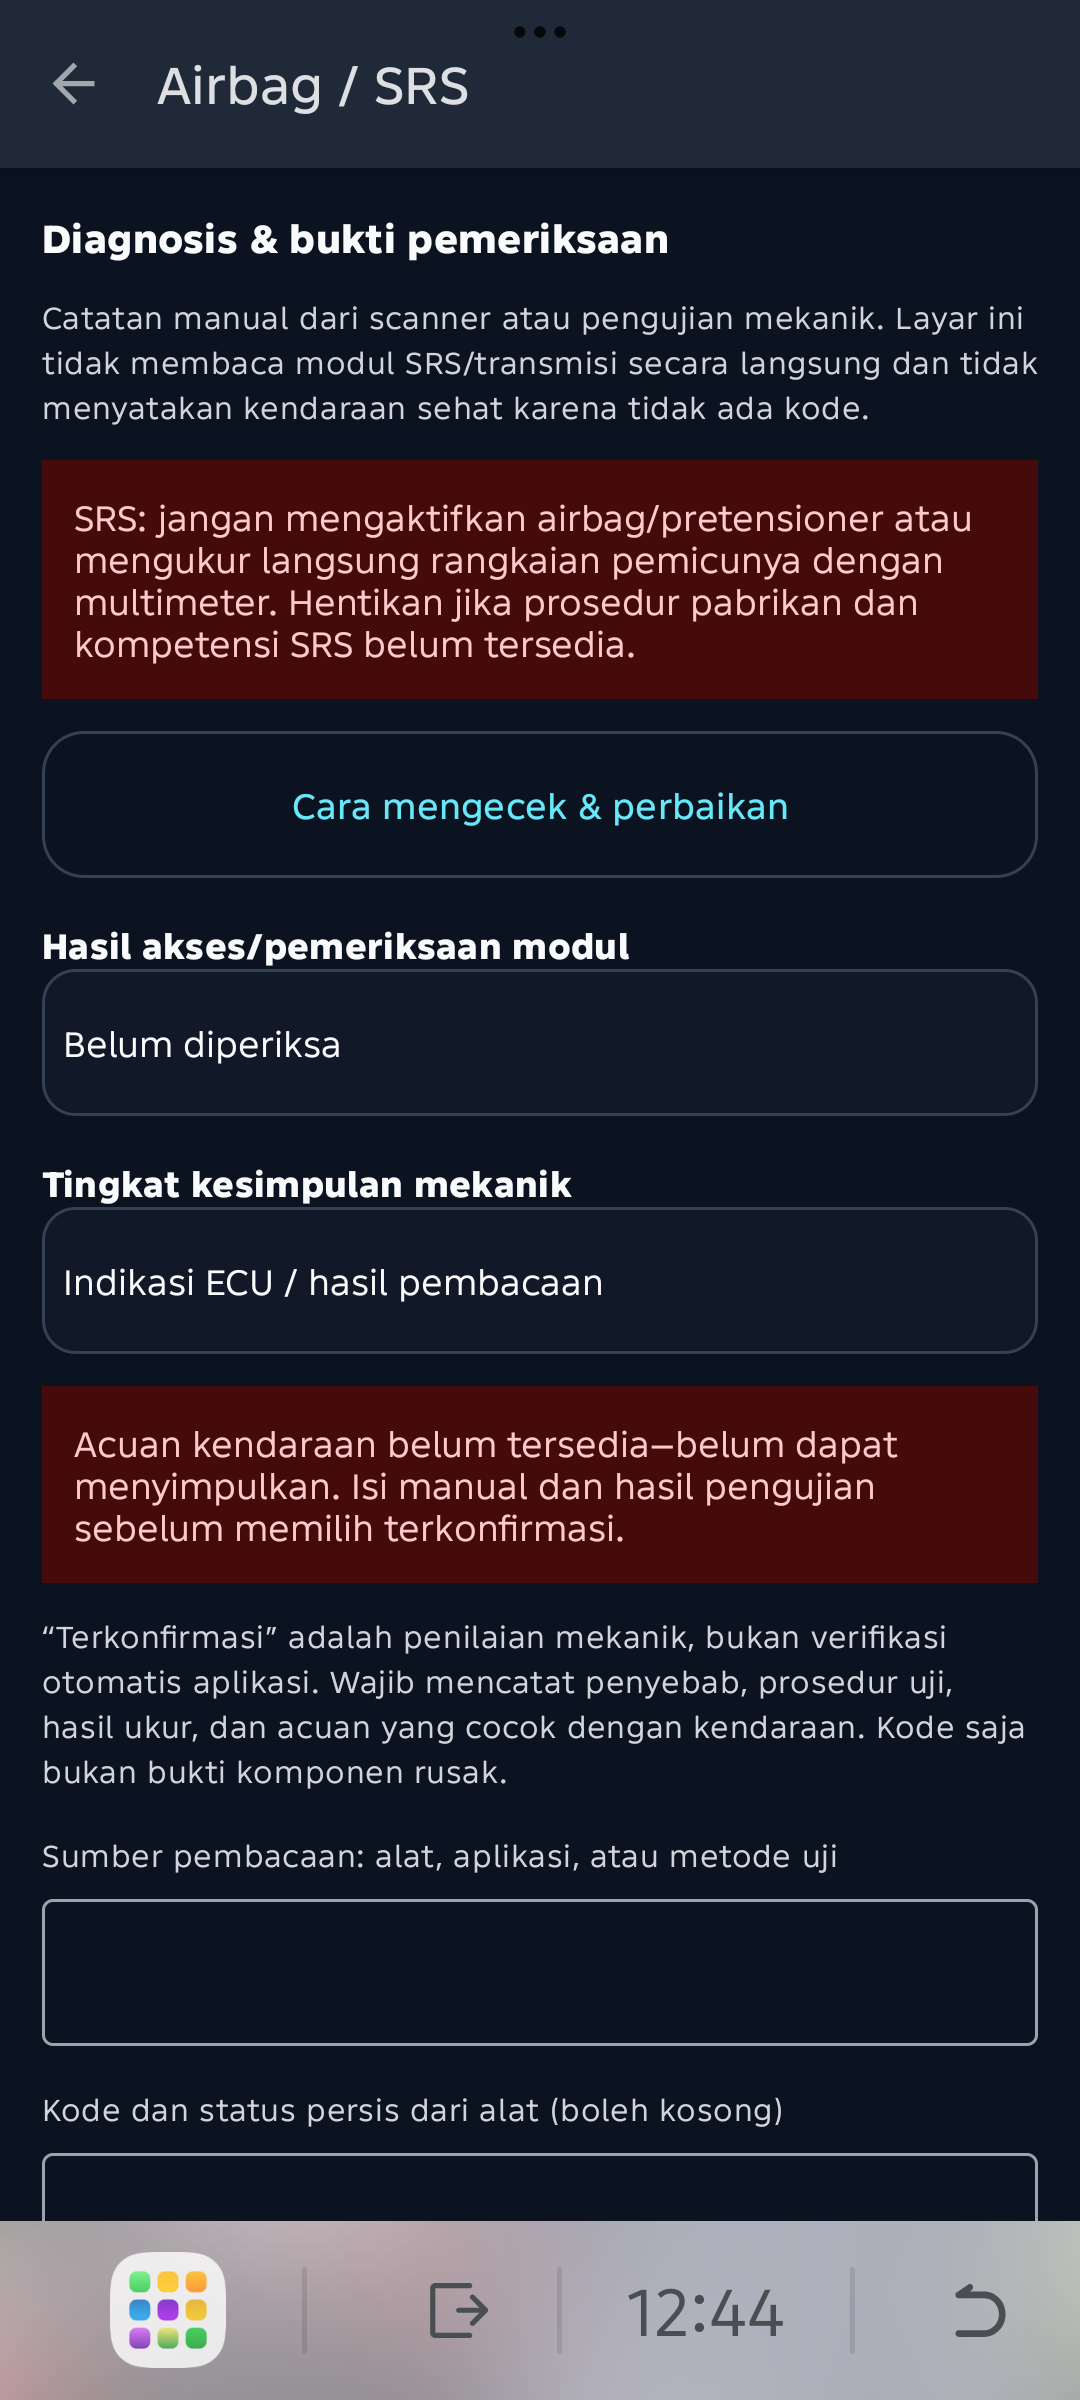 Airbag / SRS
Diagnosis & bukti pemeriksaan
Catatan manual dari scanner atau pengujian mekanik. Layar ini
tidak membaca modul SRS/transmisi secara langsung dan tidak
menyatakan kendaraan sehat karena tidak ada kode.
SRS: jangan mengaktifkan airbag/pretensioner atau
mengukur langsung rangkaian pemicunya dengan
multimeter. Hentikan jika prosedur pabrikan dan
kompetensi SRS belum tersedia.
Cara mengecek & perbaikan
Hasil akses/pemeriksaan modul
Belum diperiksa
Tingkat kesimpulan mekanik
Indikasi ECU / hasil pembacaan
Acuan kendaraan belum tersedia—belum dapat
menyimpulkan. Isi manual dan hasil pengujian
sebelum memilih terkonfirmasi.
“Terkonfirmasi” adalah penilaian mekanik, bukan verifikasi
otomatis aplikasi. Wajib mencatat penyebab, prosedur uji,
hasil ukur, dan acuan yang cocok dengan kendaraan. Kode saja
bukan bukti komponen rusak.
Sumber pembacaan: alat, aplikasi, atau metode uji
Kode dan status persis dari alat (boleh kosong)
12:44